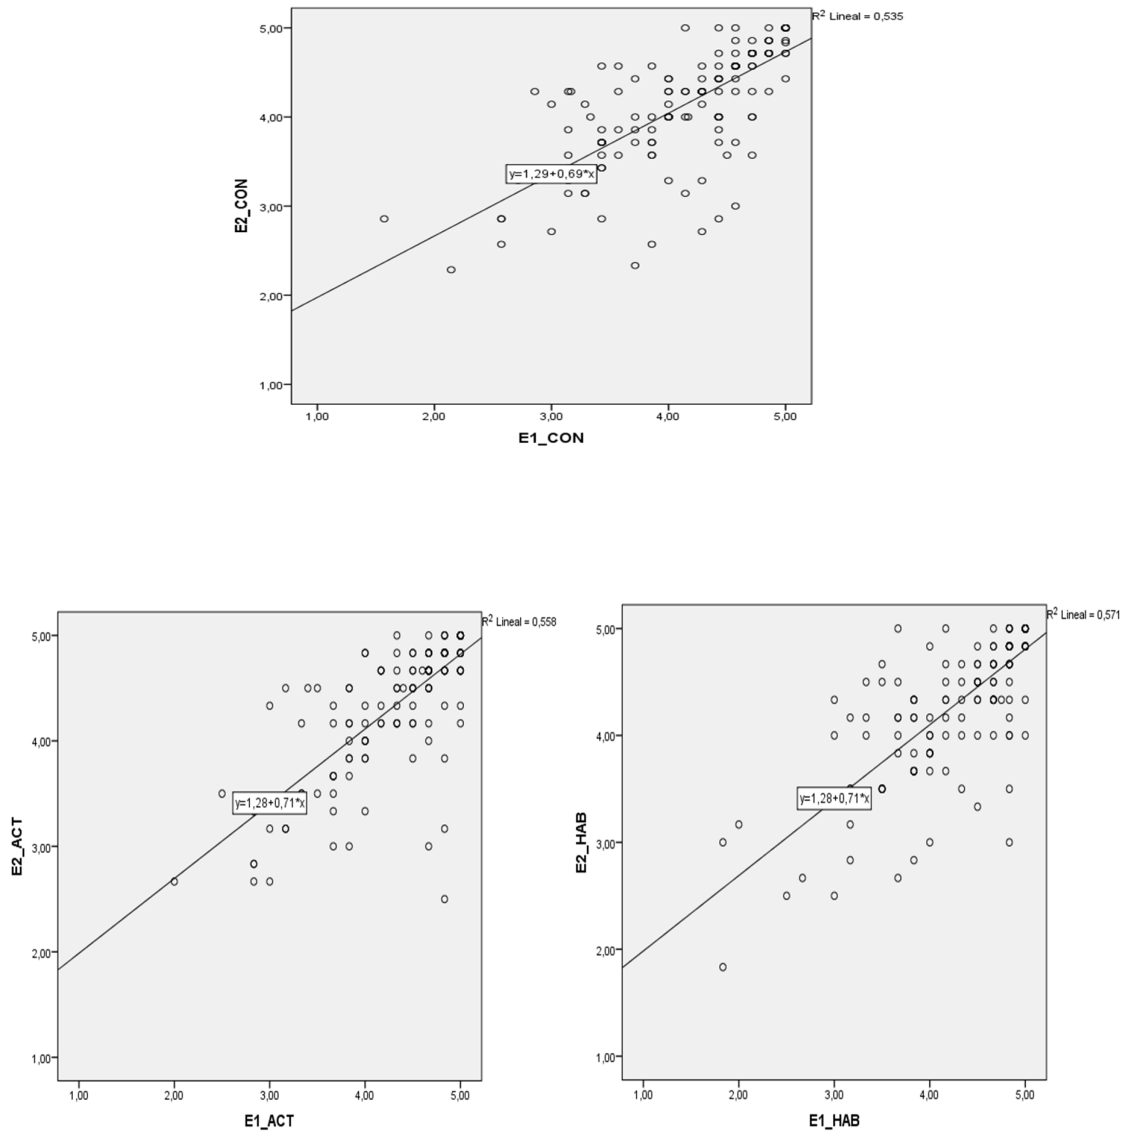 R² Lineal = 0,535
5,00
4,00
3,00
2,00
1,00
E2_CON
y=1,29+0,69*x
1,00 2,00 3,00 4,00 5,00
E1_CON
R² Lineal = 0,558
5,00
4,00
3,00
2,00
1,00
E2_ACT
y=1,28+0,71*x
1,00 2,00 3,00 4,00 5,00
E1_ACT
R² Lineal = 0,571
5,00
4,00
3,00
2,00
1,00
E2_HAB
y=1,28+0,71*x
1,00 2,00 3,00 4,00 5,00
E1_HAB